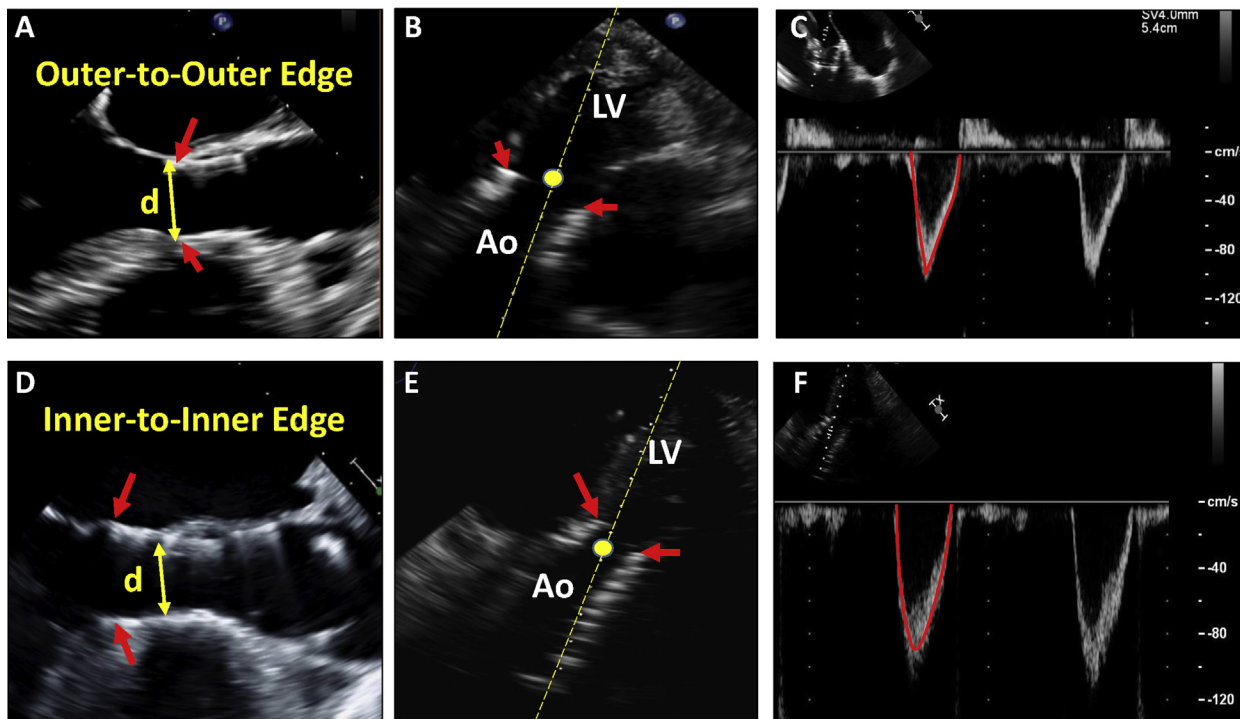 A
P
Outer-to-Outer Edge
d
B
P
LV
Ao
C
SV4.0mm
5.4cm
cm/s
-40
-80
-120
D
Inner-to-Inner Edge
d
E
LV
Ao
F
cm/s
-40
-80
-120